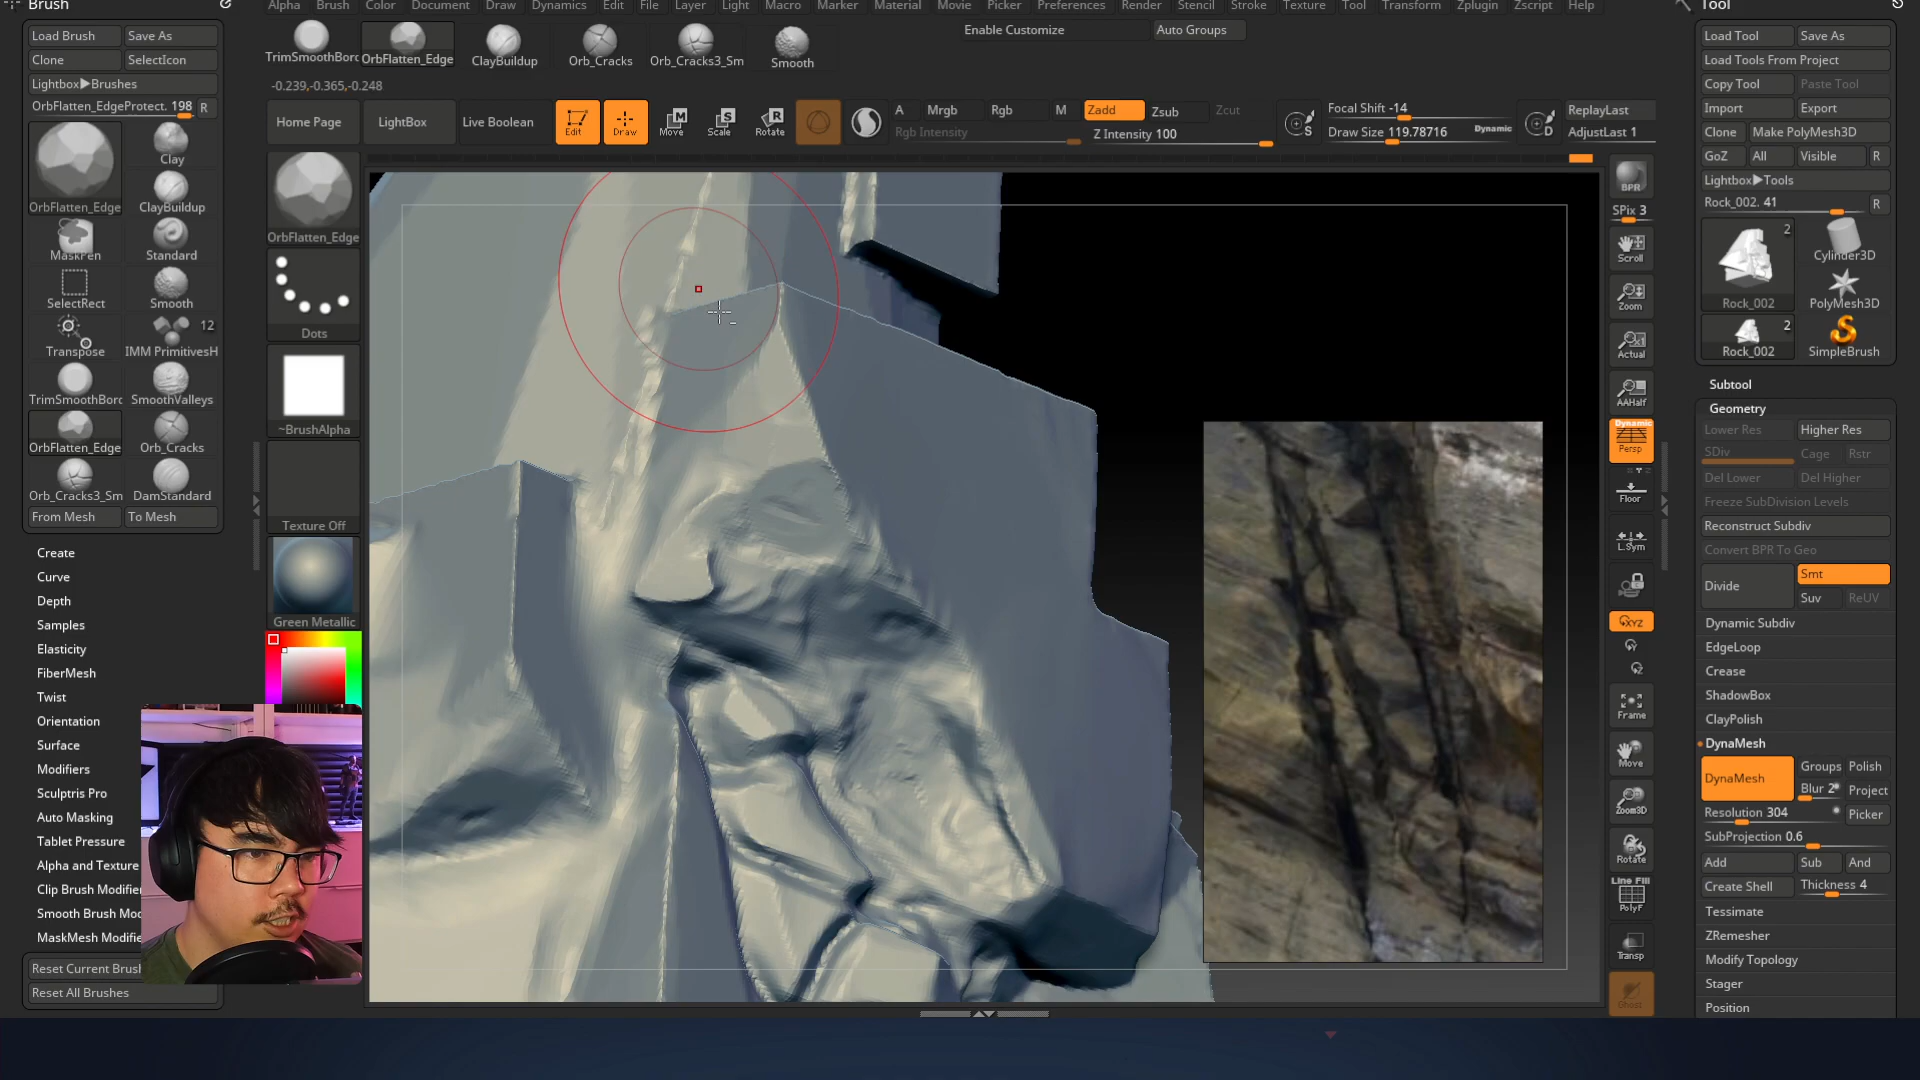 Brush
Load Brush Save As
Clone SelectIcon
Lightbox▶Brushes
OrbFlatten_EdgeProtect. 198 R
OrbFlatten_Edge Clay
ClayBuildup
MaskPen Standard
SelectRect Smooth
Transpose IMM PrimitivesH 12
TrimSmoothBord SmoothValleys
OrbFlatten_Edge Orb_Cracks
Orb_Cracks3_Sm DamStandard
From Mesh To Mesh
Create
Curve
Depth
Samples
Elasticity
FiberMesh
Twist
Orientation
Surface
Modifiers
Sculptris Pro
Auto Masking
Tablet Pressure
Alpha and Texture
Clip Brush Modifier
Smooth Brush Mod
MaskMesh Modifie
Reset Current Brush
Reset All Brushes
Alpha Brush Color Document Draw Dynamics Edit File Layer Light Macro Marker Material Movie Picker Preferences Render Stencil Stroke Texture Tool Transform Zplugin Zscript Help
TrimSmoothBord OrbFlatten_Edge ClayBuildup Orb_Cracks Orb_Cracks3_Sm Smooth
Enable Customize Auto Groups
-0.239,-0.365,-0.248
Home Page LightBox Live Boolean Edit Draw Move Scale Rotate
A Mrgb Rgb M Zadd Zsub Zcut
Rgb Intensity Z Intensity 100
S Focal Shift -14
Draw Size 119.78716 Dynamic D
ReplayLast
AdjustLast 1
OrbFlatten_Edge
Dots
~BrushAlpha
Texture Off
Green Metallic
BPR
SPix 3
Scroll
Zoom
Actual
AAHalf
Dynamic
Persp
Floor
L.Sym
XYZ
Frame
Move
Zoom3D
Rotate
Line Fill
PolyF
Transp
Ghost
Tool
Load Tool Save As
Load Tools From Project
Copy Tool Paste Tool
Import Export
Clone Make PolyMesh3D
GoZ All Visible R
Lightbox▶Tools
Rock_002. 41 R
2
Rock_002 Cylinder3D
PolyMesh3D
2
Rock_002 SimpleBrush
Subtool
Geometry
Lower Res Higher Res
SDiv Cage Rstr
Del Lower Del Higher
Freeze SubDivision Levels
Reconstruct Subdiv
Convert BPR To Geo
Divide Smt
Suv ReUV
Dynamic Subdiv
EdgeLoop
Crease
ShadowBox
ClayPolish
DynaMesh
DynaMesh Groups Polish
Blur 2 Project
Resolution 304 Picker
SubProjection 0.6
Add Sub And
Create Shell Thickness 4
Tessimate
ZRemesher
Modify Topology
Stager
Position